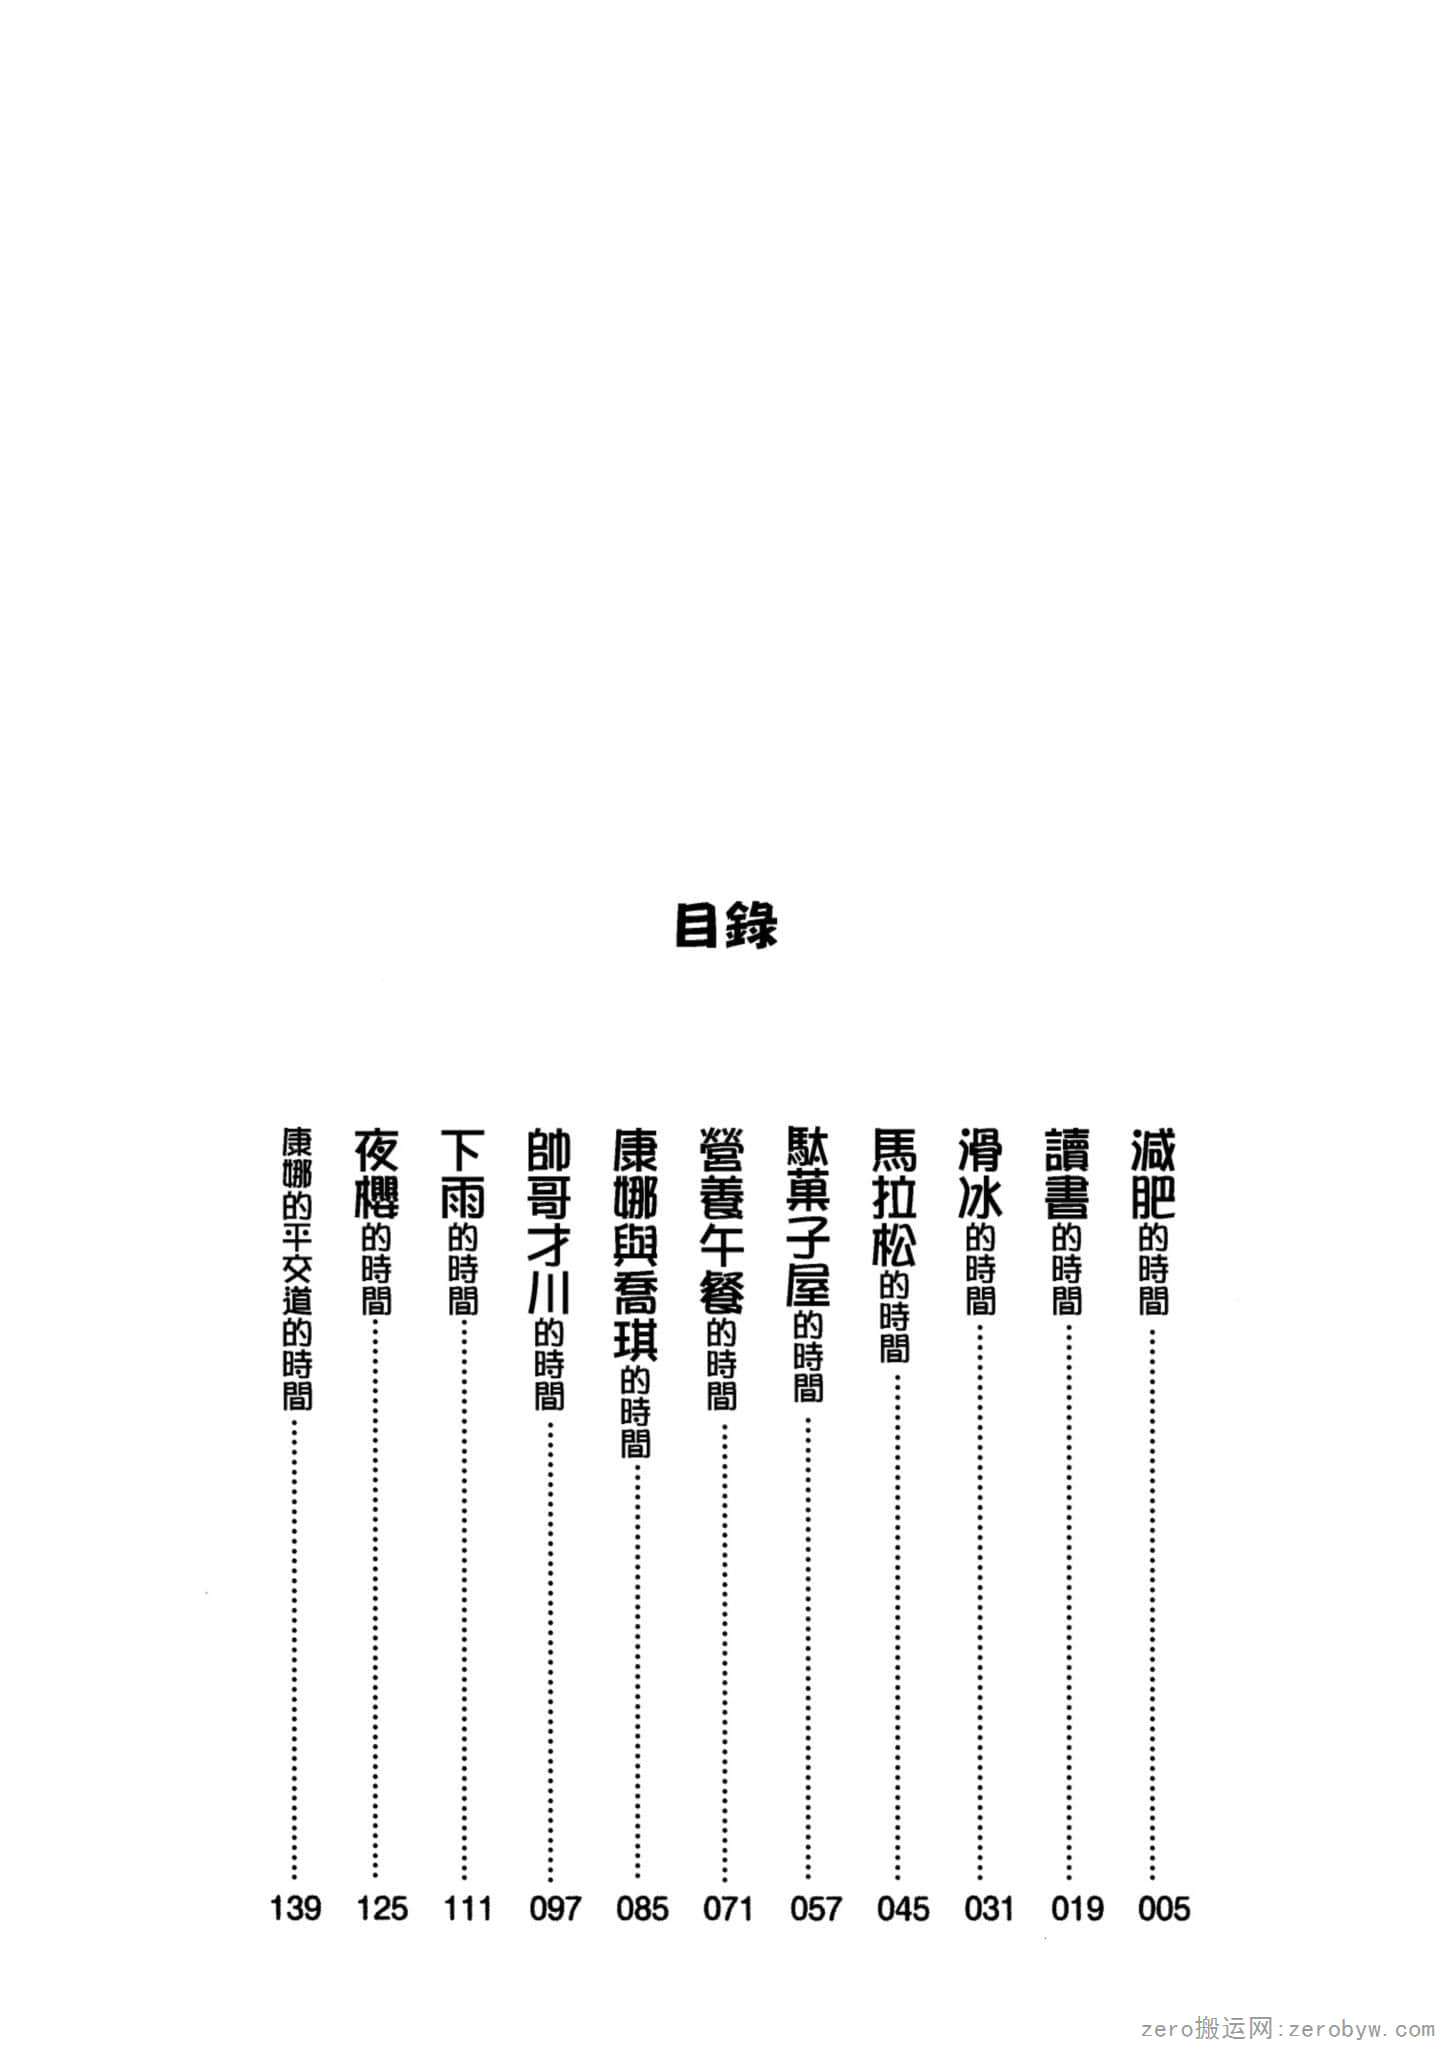 目錄
減肥的時間 005
讀書的時間 019
滑冰的時間 031
馬拉松的時間 045
駄菓子屋的時間 057
營養午餐的時間 071
康娜與喬琪的時間 085
帥哥才川的時間 097
下雨的時間 111
夜櫻的時間 125
康娜的平交道的時間 139
zero搬运网:zerobyw.com